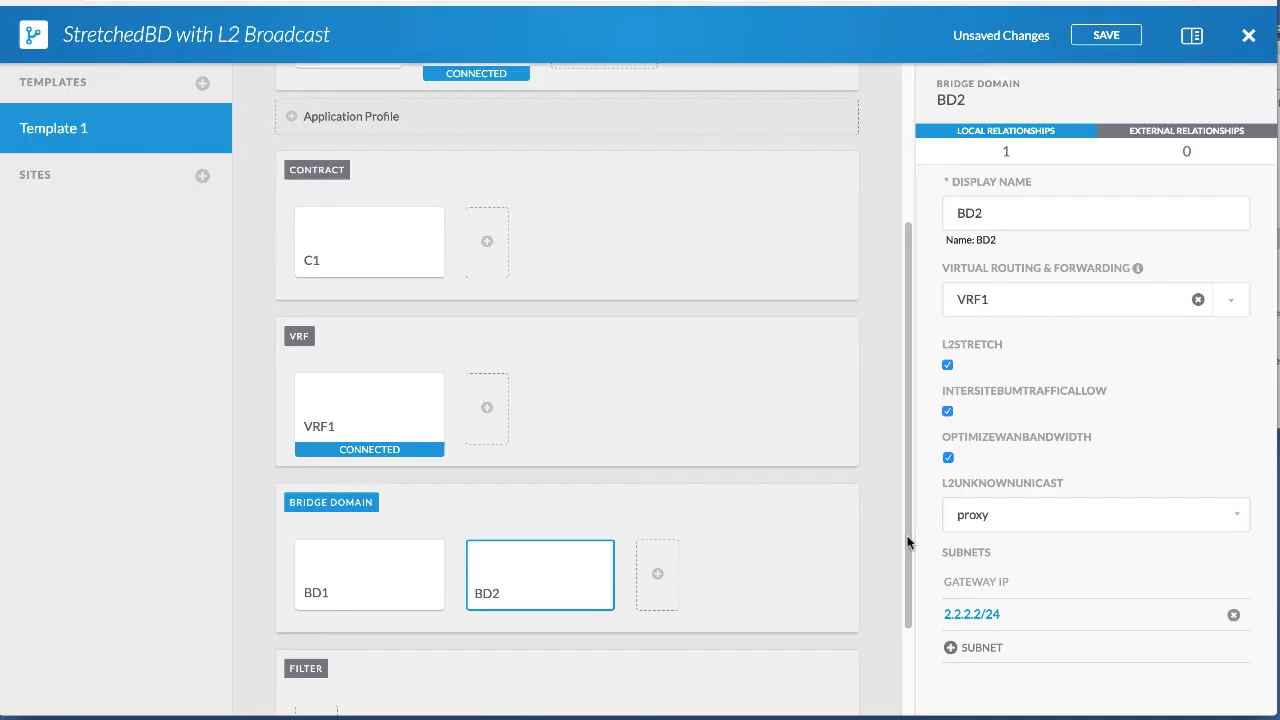 StretchedBD with L2 Broadcast
Unsaved Changes
SAVE
TEMPLATES
Template 1
SITES
CONNECTED
Application Profile
CONTRACT
C1
VRF
VRF1
CONNECTED
BRIDGE DOMAIN
BD1
BD2
FILTER
BRIDGE DOMAIN
BD2
LOCAL RELATIONSHIPS
EXTERNAL RELATIONSHIPS
1
0
* DISPLAY NAME
BD2
Name: BD2
VIRTUAL ROUTING & FORWARDING
VRF1
L2STRETCH
INTERSITEBUMTRAFFICALLOW
OPTIMIZEWANBANDWIDTH
L2UNKNOWNUNICAST
proxy
SUBNETS
GATEWAY IP
2.2.2.2/24
SUBNET